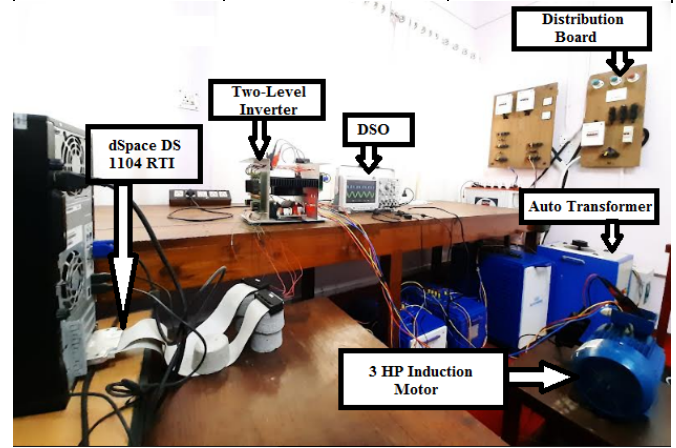 Distribution
Board
Two-Level
Inverter
DSO
dSpace DS
1104 RTI
Auto Transformer
3 HP Induction
Motor